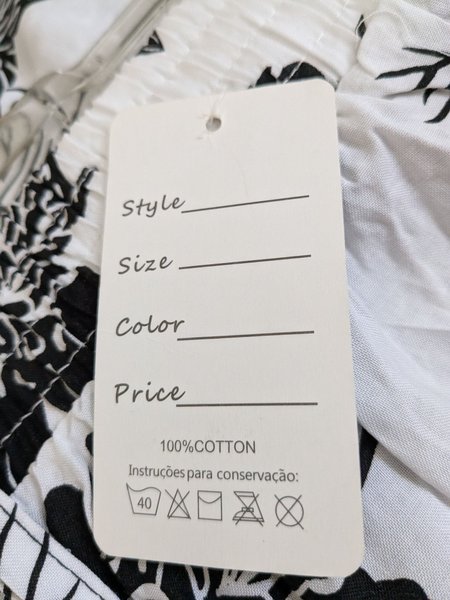 Style
Size
Color
Price
100%COTTON
Instruções para conservação:
40